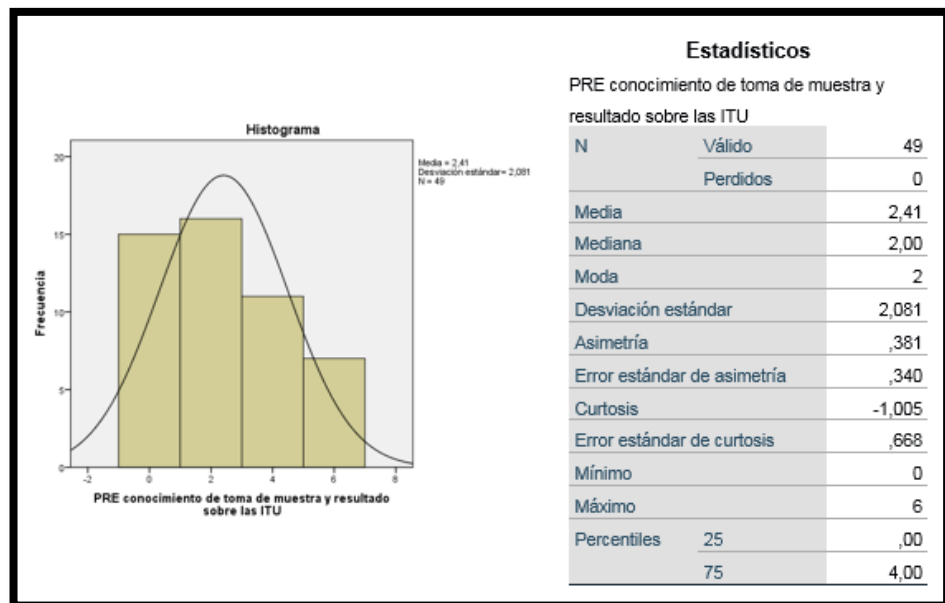 Histograma
20
15
10
5
0
Frecuencia
-2 0 2 4 6 8
PRE conocimiento de toma de muestra y resultado
sobre las ITU
Media = 2,41
Desviación estándar= 2,081
N = 49
Estadísticos
PRE conocimiento de toma de muestra y
resultado sobre las ITU
N Válido 49
Perdidos 0
Media 2,41
Mediana 2,00
Moda 2
Desviación estándar 2,081
Asimetría ,381
Error estándar de asimetría ,340
Curtosis -1,005
Error estándar de curtosis ,668
Mínimo 0
Máximo 6
Percentiles 25 ,00
75 4,00